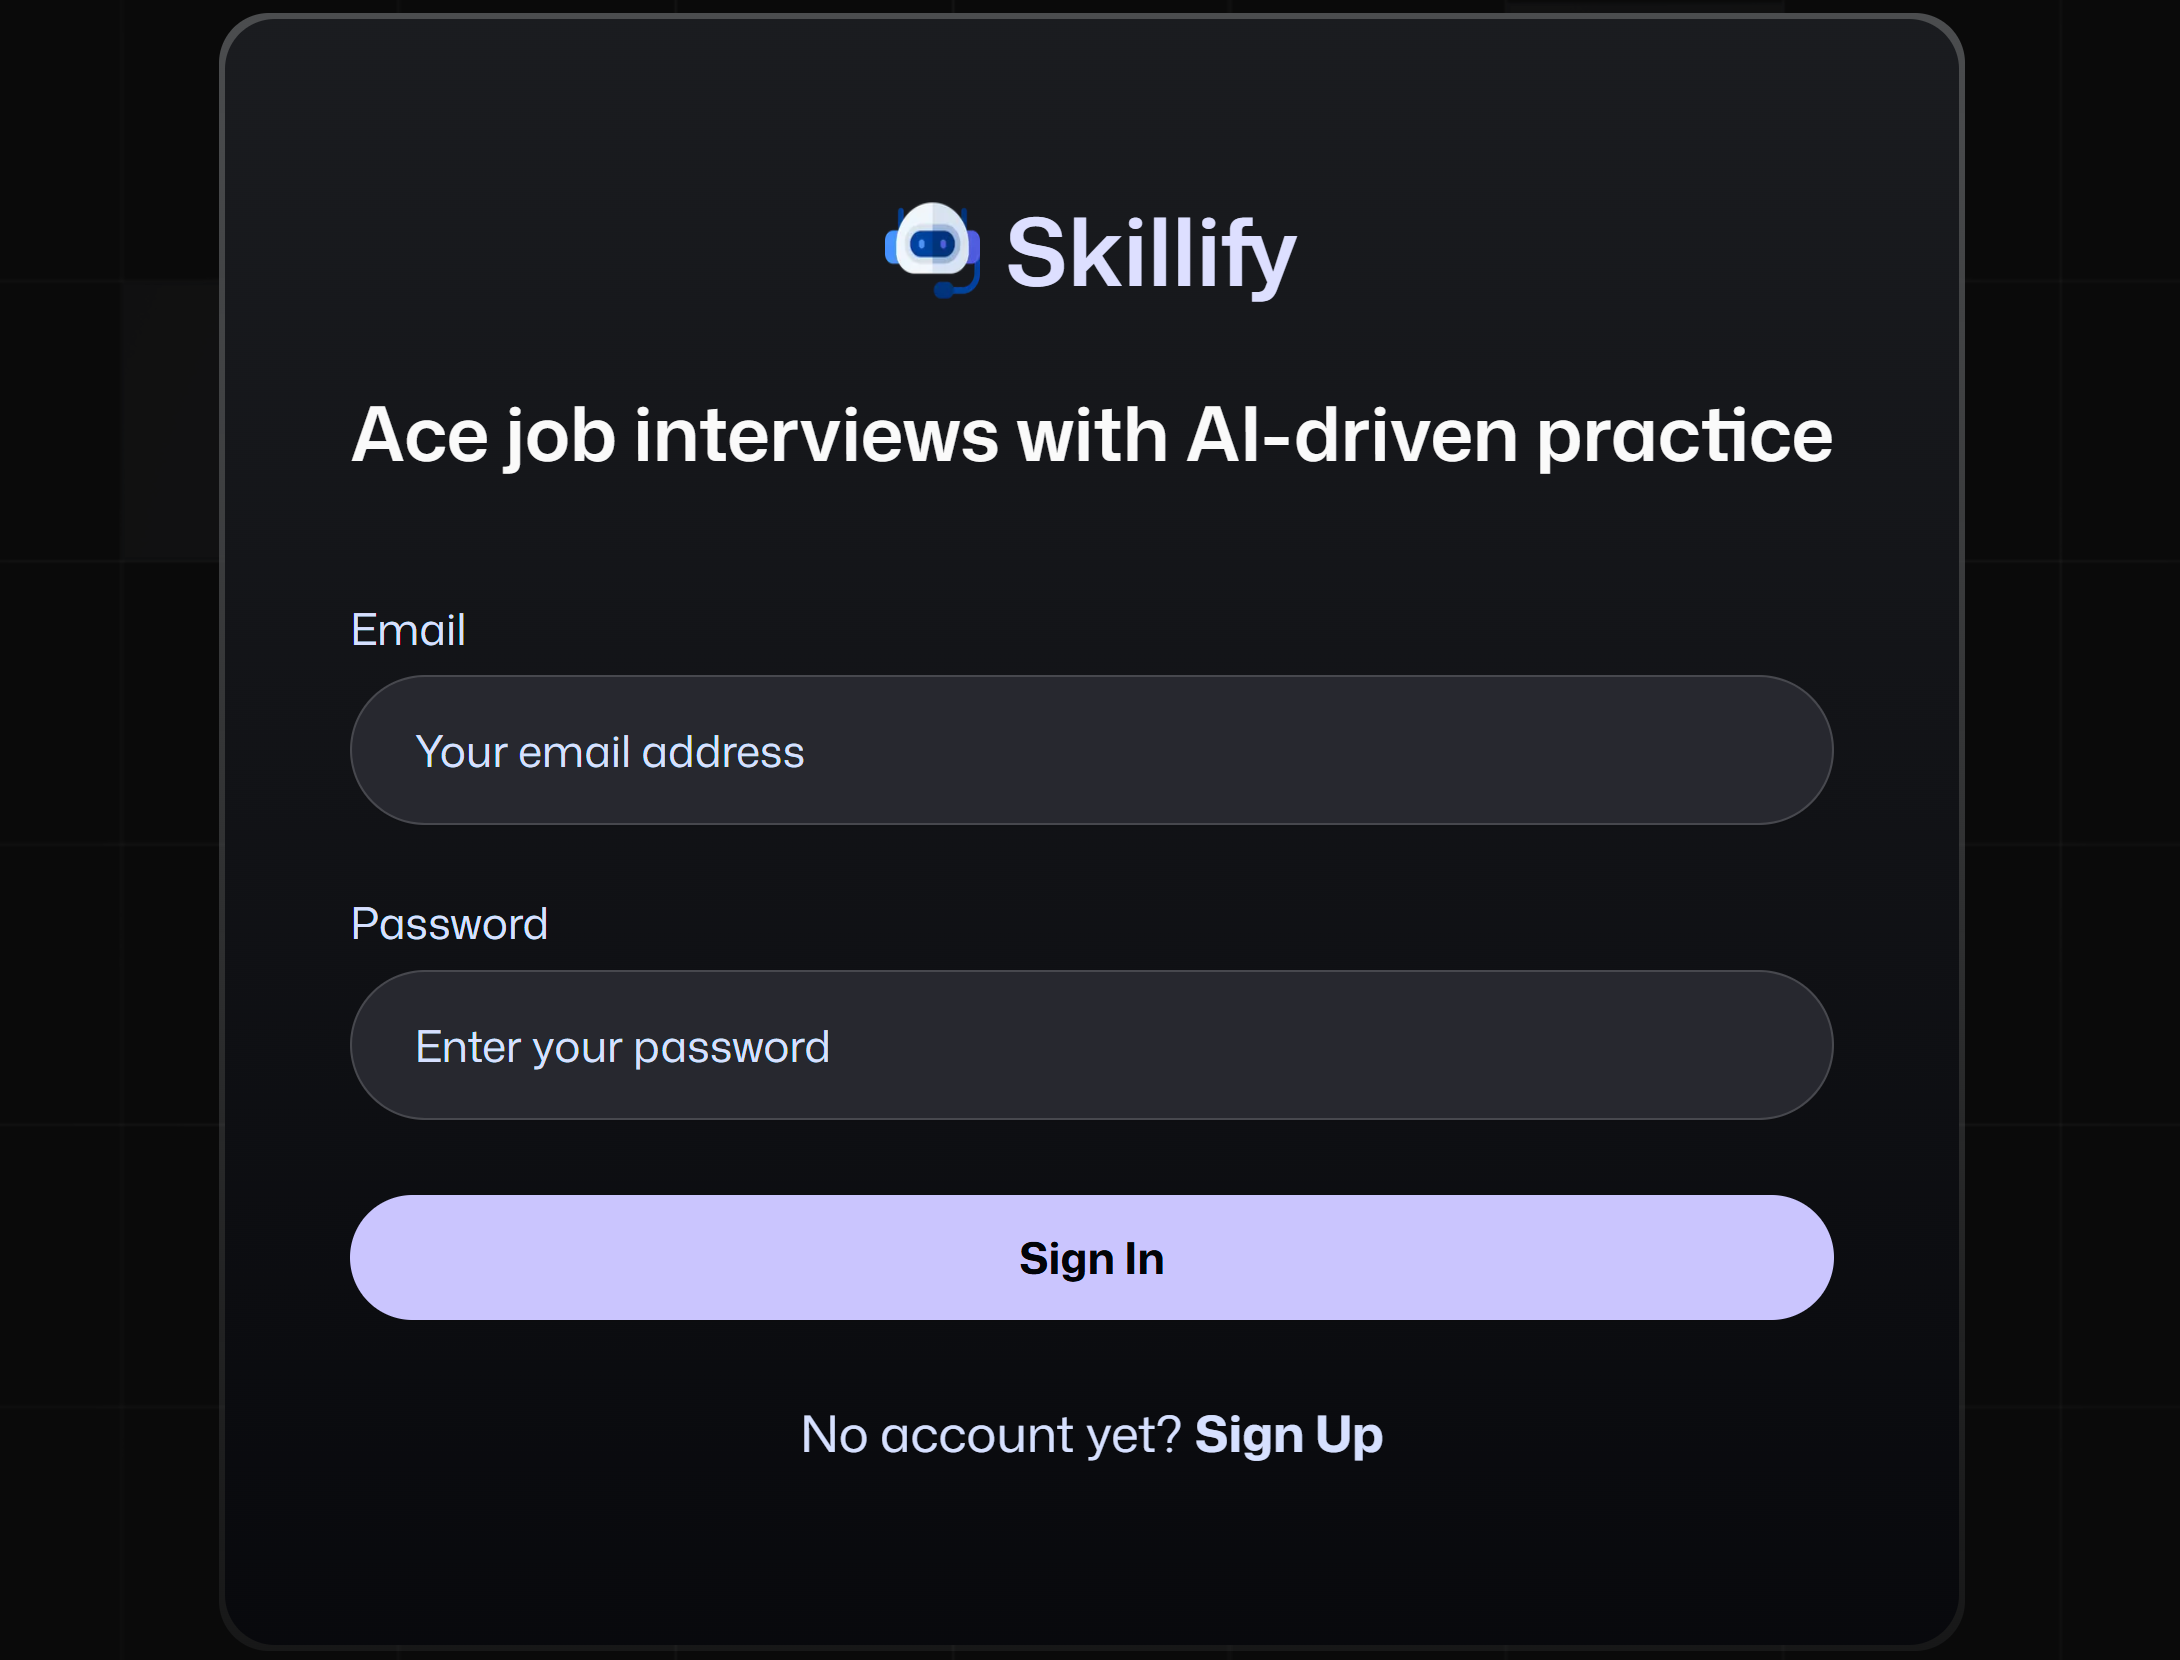 Skillify
Ace job interviews with AI-driven practice
Email
Your email address
Password
Enter your password
Sign In
No account yet? Sign Up